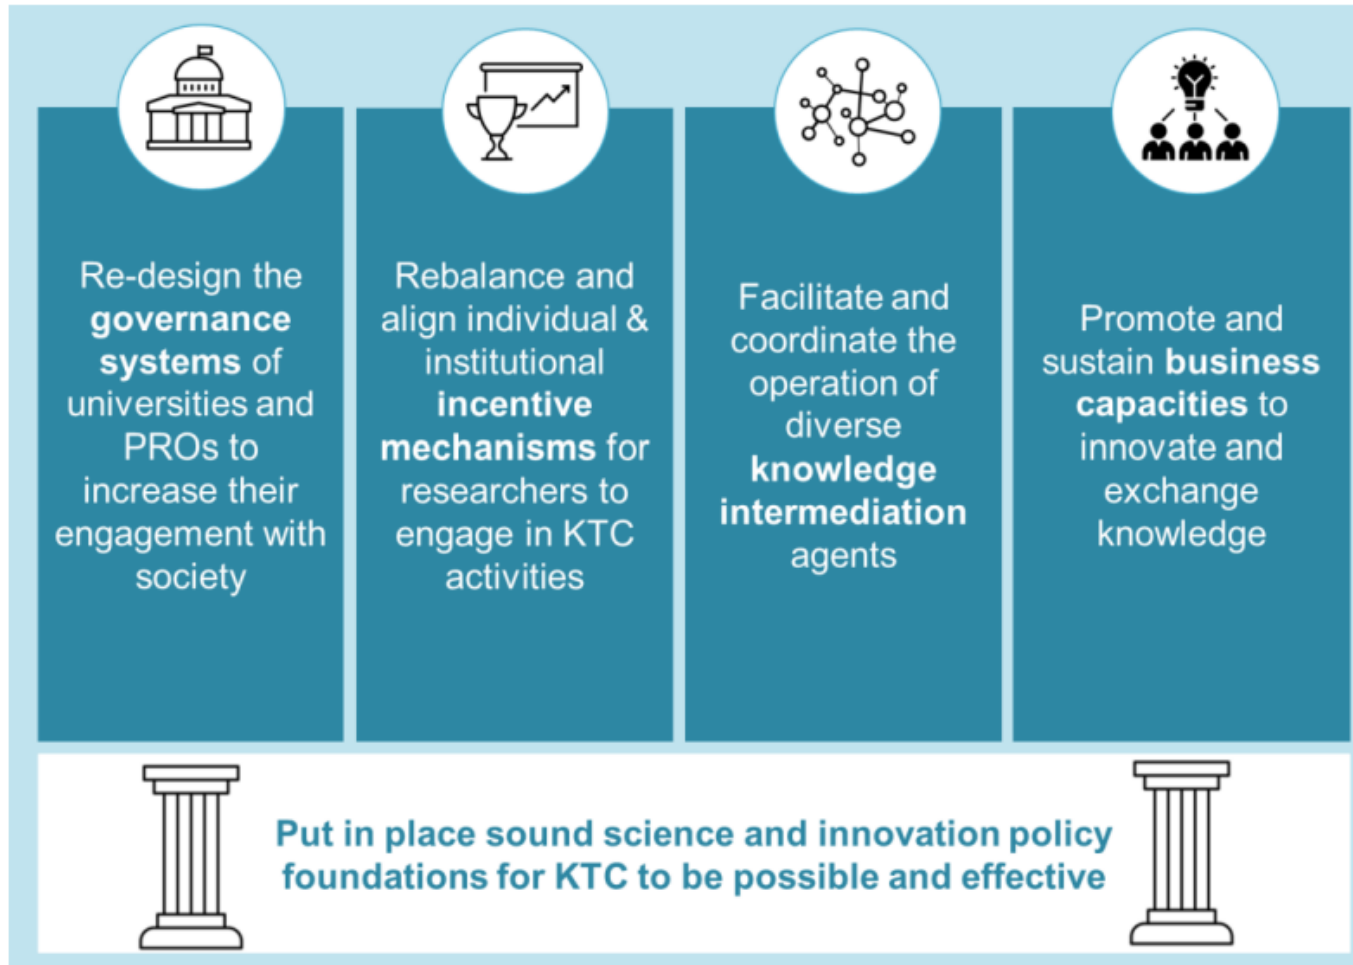 Re-design the
governance
systems of
universities and
PROs to
increase their
engagement with
society
Rebalance and
align individual &
institutional
incentive
mechanisms for
researchers to
engage in KTC
activities
Facilitate and
coordinate the
operation of
diverse
knowledge
intermediation
agents
Promote and
sustain business
capacities to
innovate and
exchange
knowledge
Put in place sound science and innovation policy
foundations for KTC to be possible and effective